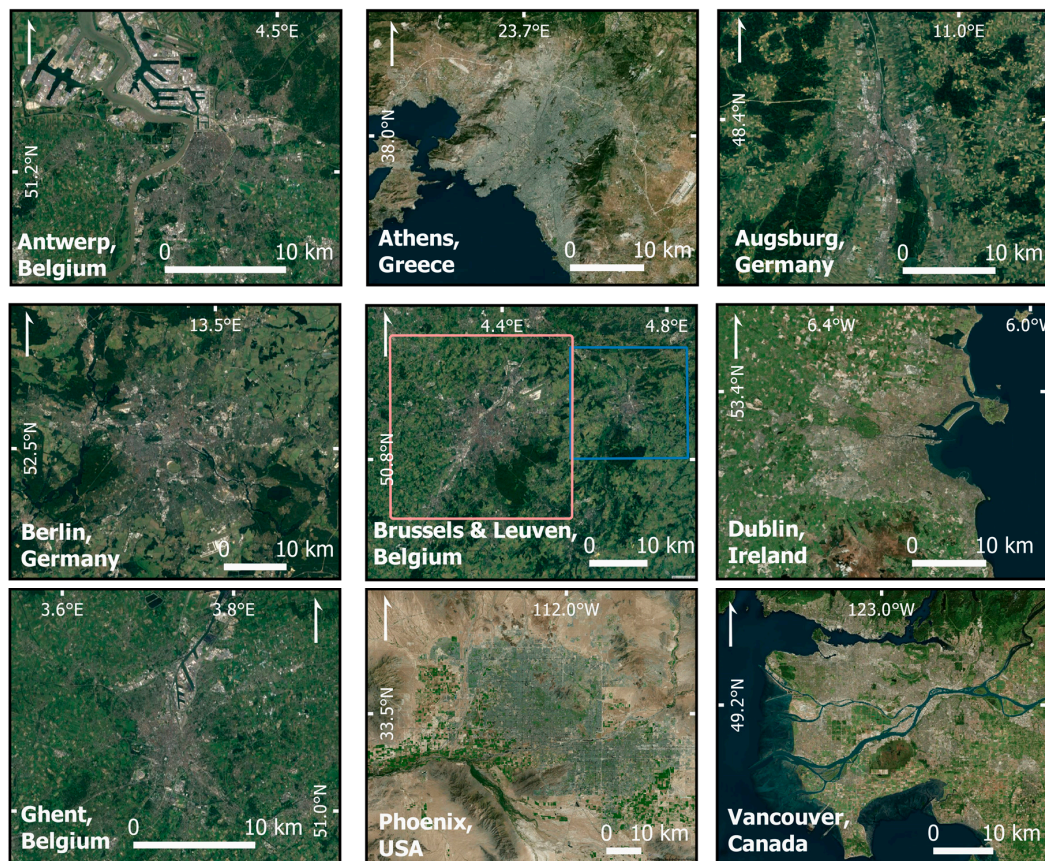 4.5°E
51.2°N
Antwerp,
Belgium
0 10 km
23.7°E
38.0°N
Athens,
Greece
0 10 km
11.0°E
48.4°N
Augsburg,
Germany
0 10 km
13.5°E
52.5°N
Berlin,
Germany
0 10 km
4.4°E 4.8°E
50.8°N
Brussels & Leuven,
Belgium
0 10 km
6.4°W 6.0°W
53.4°N
Dublin,
Ireland
0 10 km
3.6°E 3.8°E
51.0°N
Ghent,
Belgium
0 10 km
112.0°W
33.5°N
Phoenix,
USA
0 10 km
123.0°W
49.2°N
Vancouver,
Canada
0 10 km